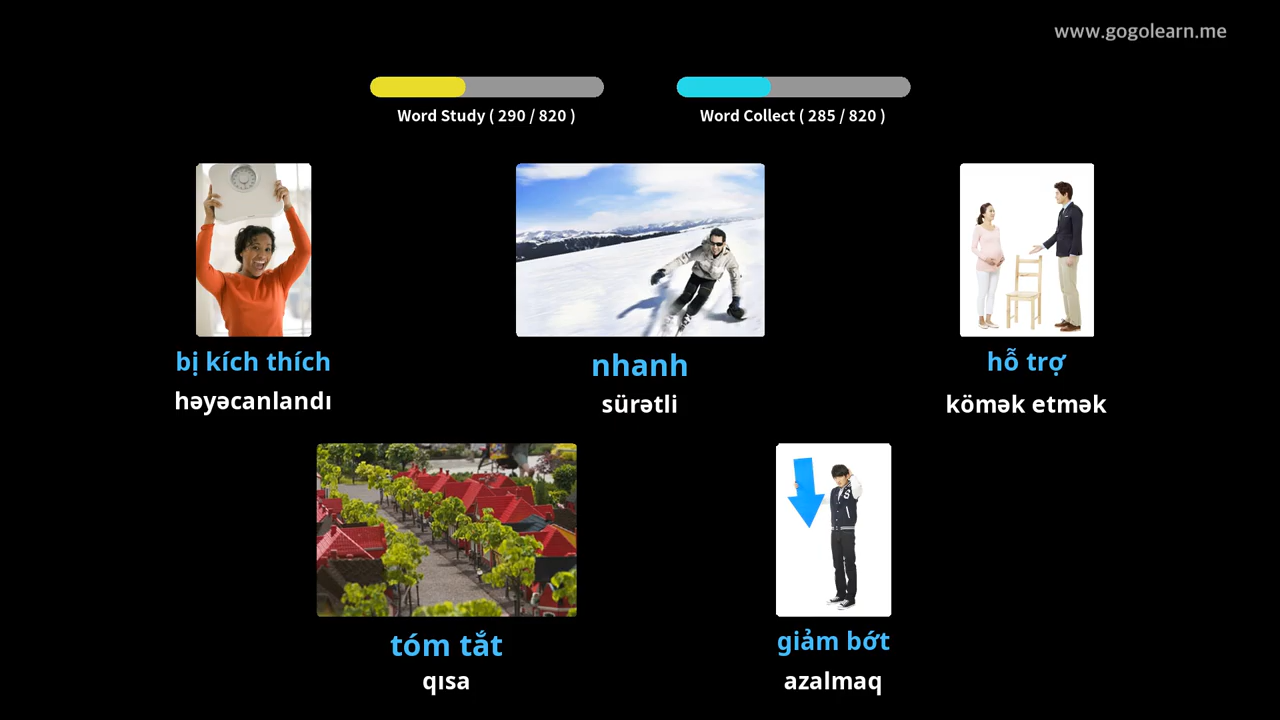 www.gogolearn.me
Word Study ( 290 / 820 )
Word Collect ( 285 / 820 )
bị kích thích
həyəcanlandı
nhanh
sürətli
hỗ trợ
kömək etmək
tóm tắt
qısa
giảm bớt
azalmaq